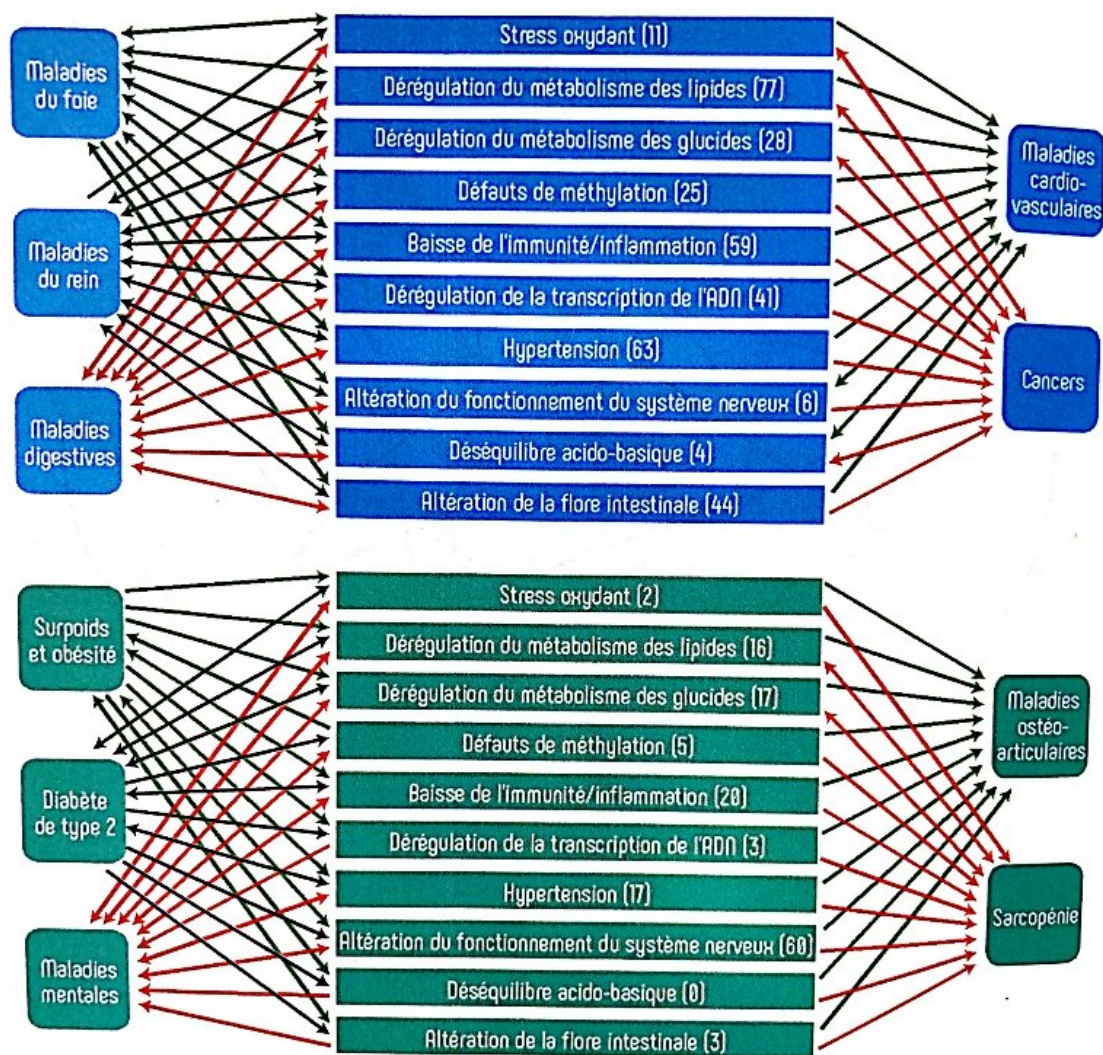 Maladies
du foie
Maladies
du rein
Maladies
digestives
Stress oxydant (11)
Dérégulation du métabolisme des lipides (77)
Dérégulation du métabolisme des glucides (28)
Défauts de méthylation (25)
Baisse de l'immunité/inflammation (59)
Dérégulation de la transcription de l'ADN (41)
Hypertension (63)
Altération du fonctionnement du système nerveux (6)
Déséquilibre acido-basique (4)
Altération de la flore intestinale (44)
Maladies
cardio-
vasculaires
Cancers
Surpoids
et obésité
Diabète
de type 2
Maladies
mentales
Stress oxydant (2)
Dérégulation du métabolisme des lipides (16)
Dérégulation du métabolisme des glucides (17)
Défauts de méthylation (5)
Baisse de l'immunité/inflammation (20)
Dérégulation de la transcription de l'ADN (3)
Hypertension (17)
Altération du fonctionnement du système nerveux (60)
Déséquilibre acido-basique (0)
Altération de la flore intestinale (3)
Maladies
ostéo-
articulaires
Sarcopénie